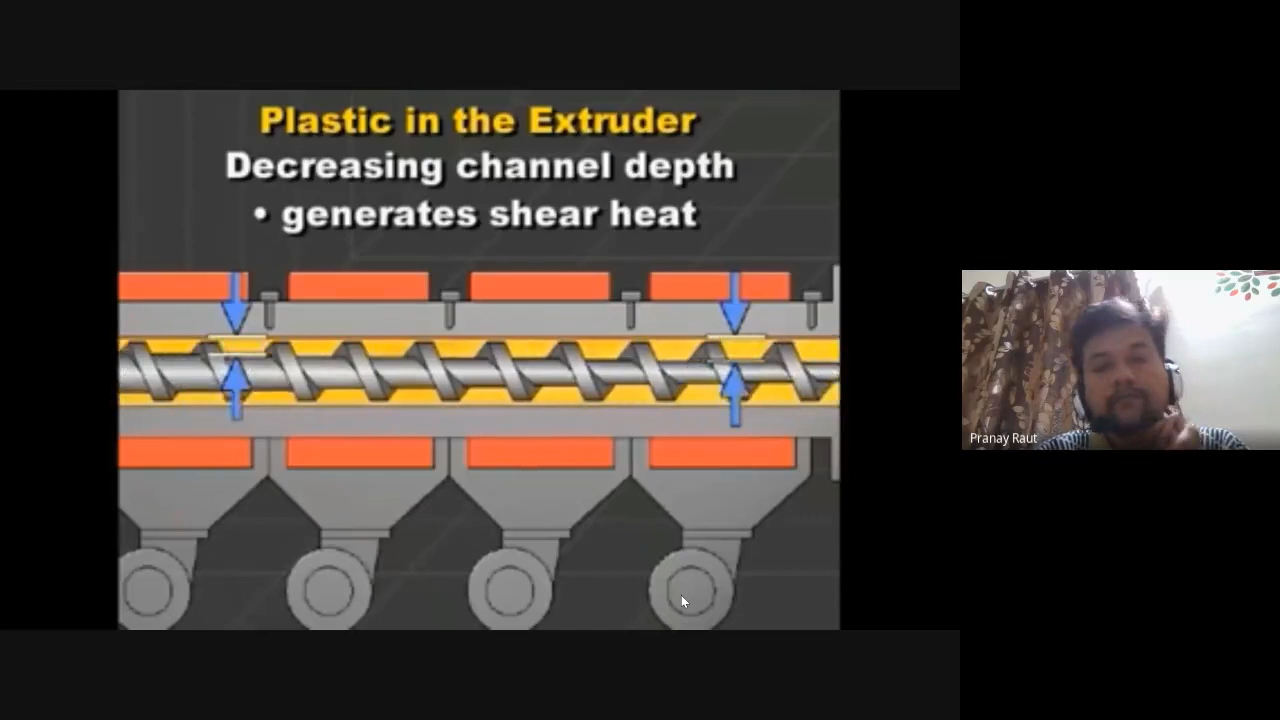 Plastic in the Extruder
Decreasing channel depth
• generates shear heat
Pranay Raut